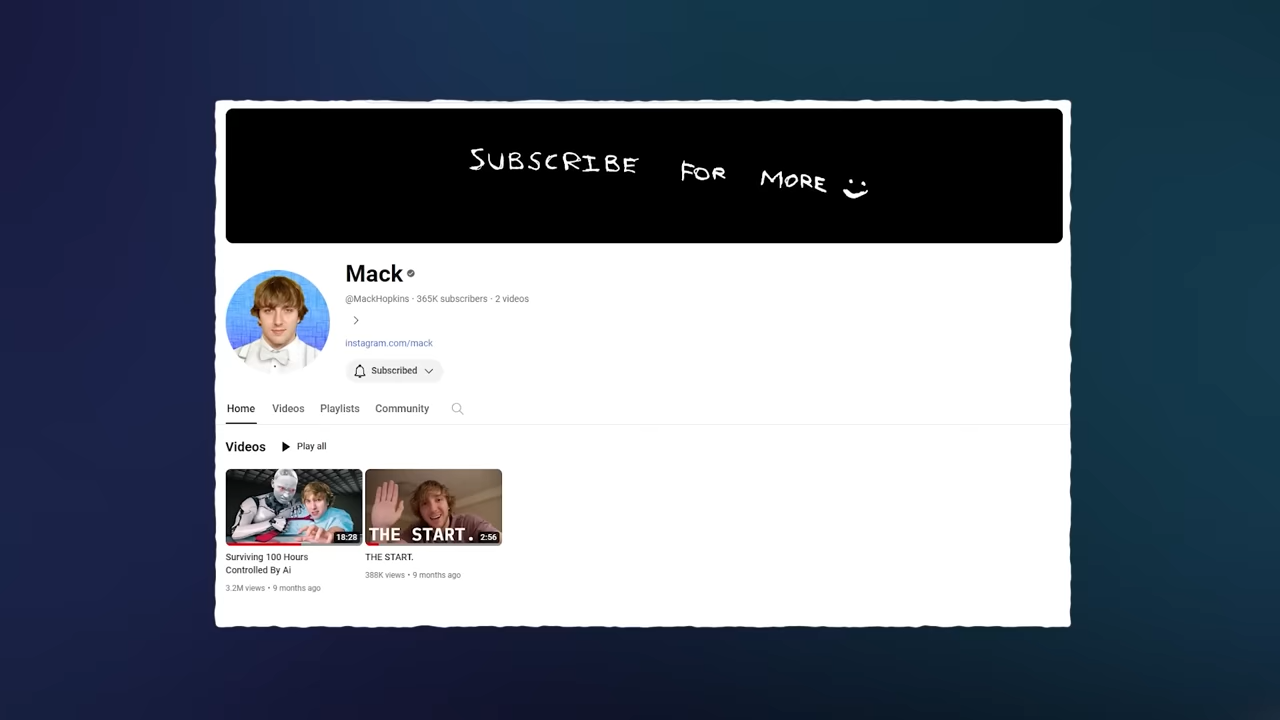 SUBSCRIBE FOR MORE
Mack
@MackHopkins · 365K subscribers · 2 videos
instagram.com/mack
Subscribed
Home Videos Playlists Community
Videos Play all
18:28
THE START. 2:56
Surviving 100 Hours
Controlled By Ai
3.2M views • 9 months ago
THE START.
388K views • 9 months ago